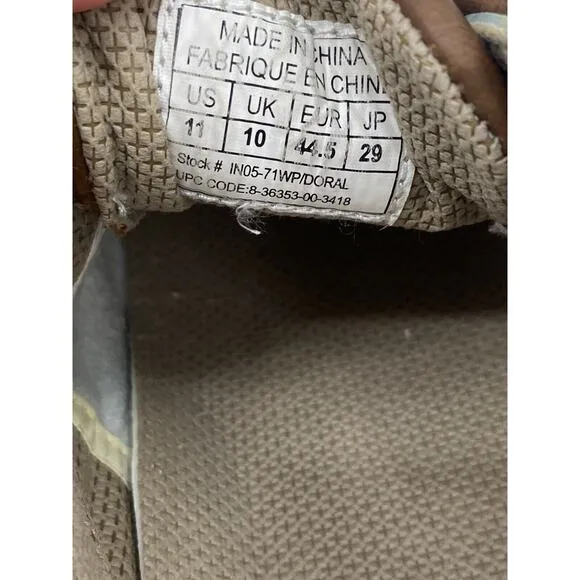 MADE IN CHINA
FABRIQUE EN CHINE
US UK EUR JP
11 10 44.5 29
Stock # IN05-71WP/DORAL
UPC CODE:8-36353-00-3418